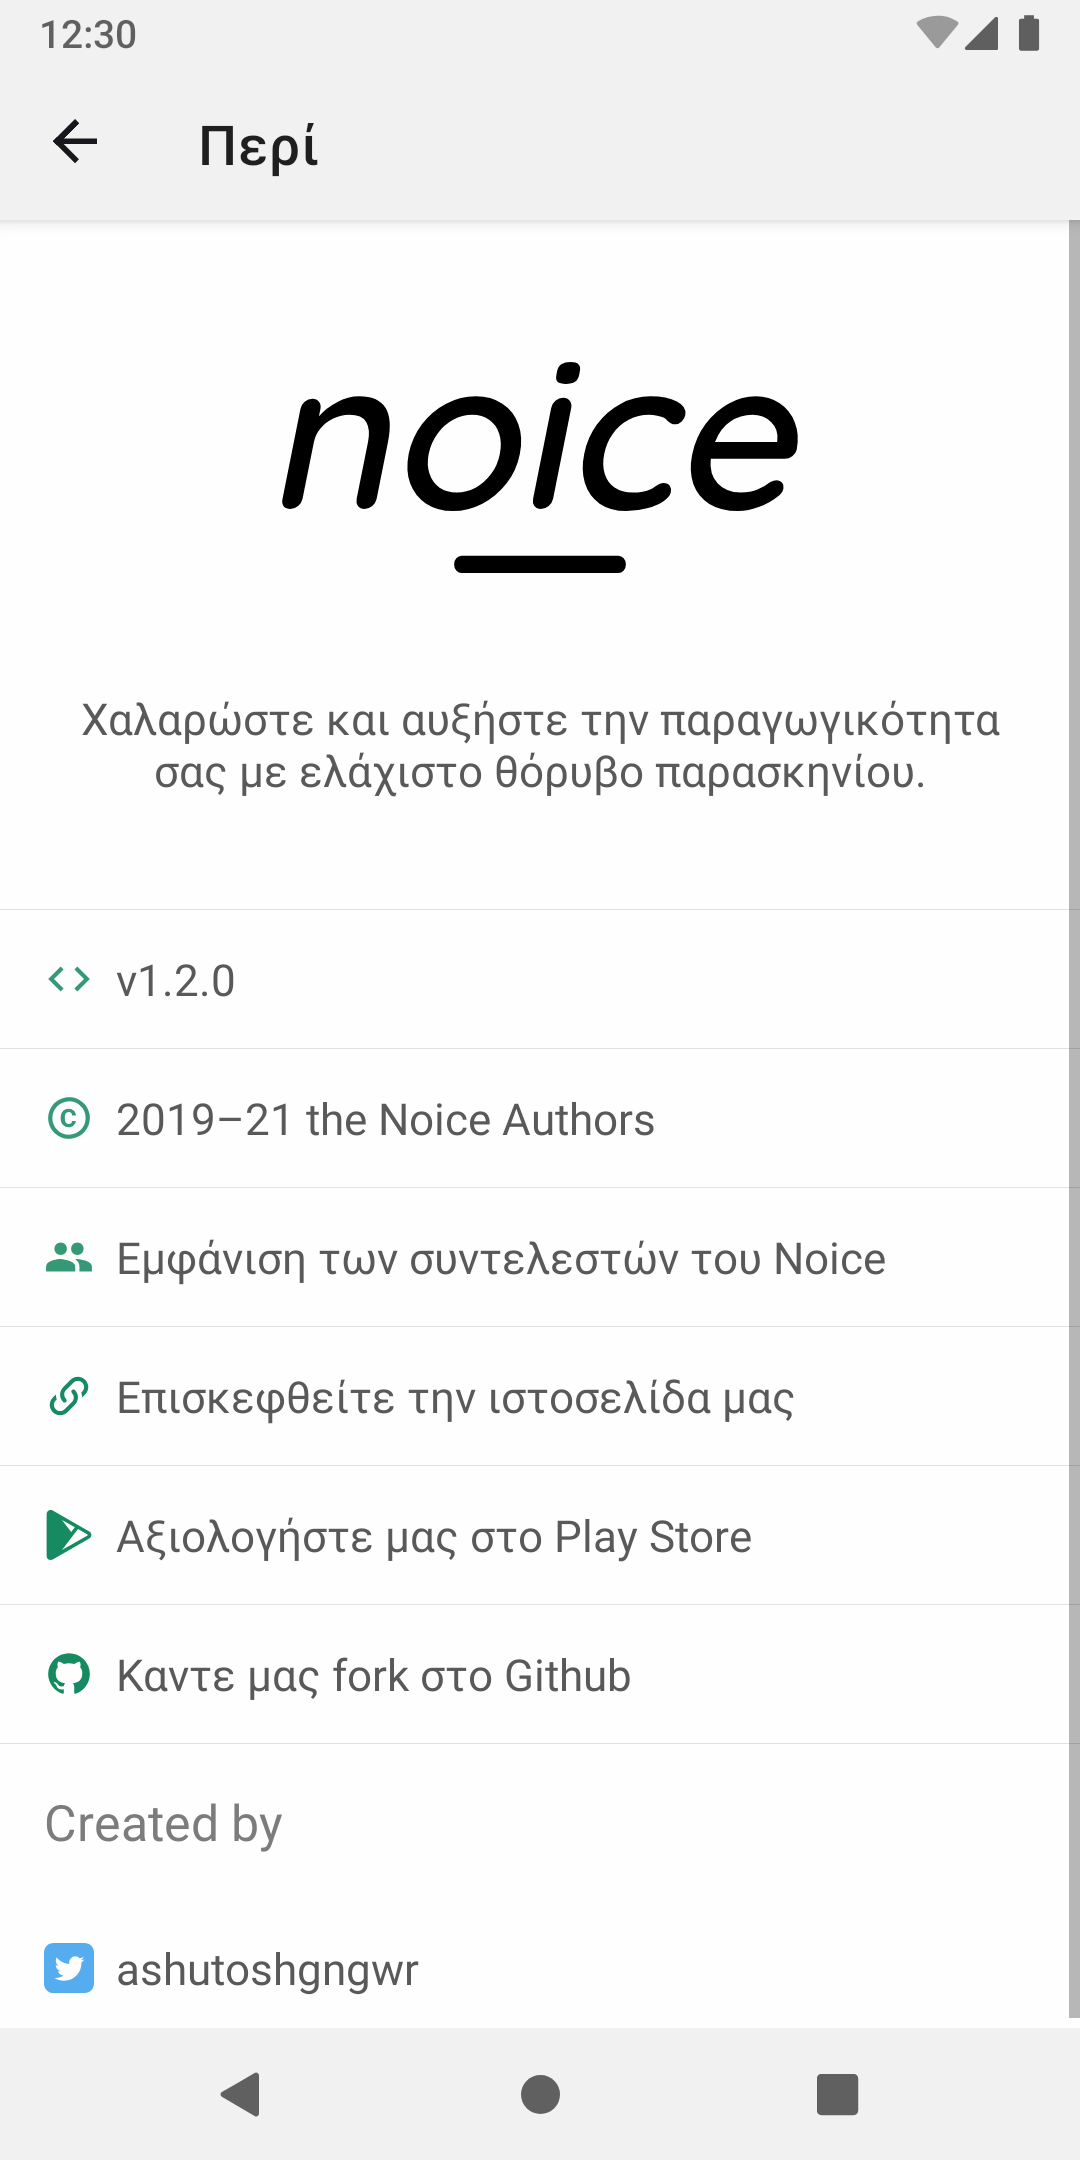 12:30
Περί
noice
Χαλαρώστε και αυξήστε την παραγωγικότητα
σας με ελάχιστο θόρυβο παρασκηνίου.
v1.2.0
2019–21 the Noice Authors
Εμφάνιση των συντελεστών του Noice
Επισκεφθείτε την ιστοσελίδα μας
Αξιολογήστε μας στο Play Store
Καντε μας fork στο Github
Created by
ashutoshgngwr